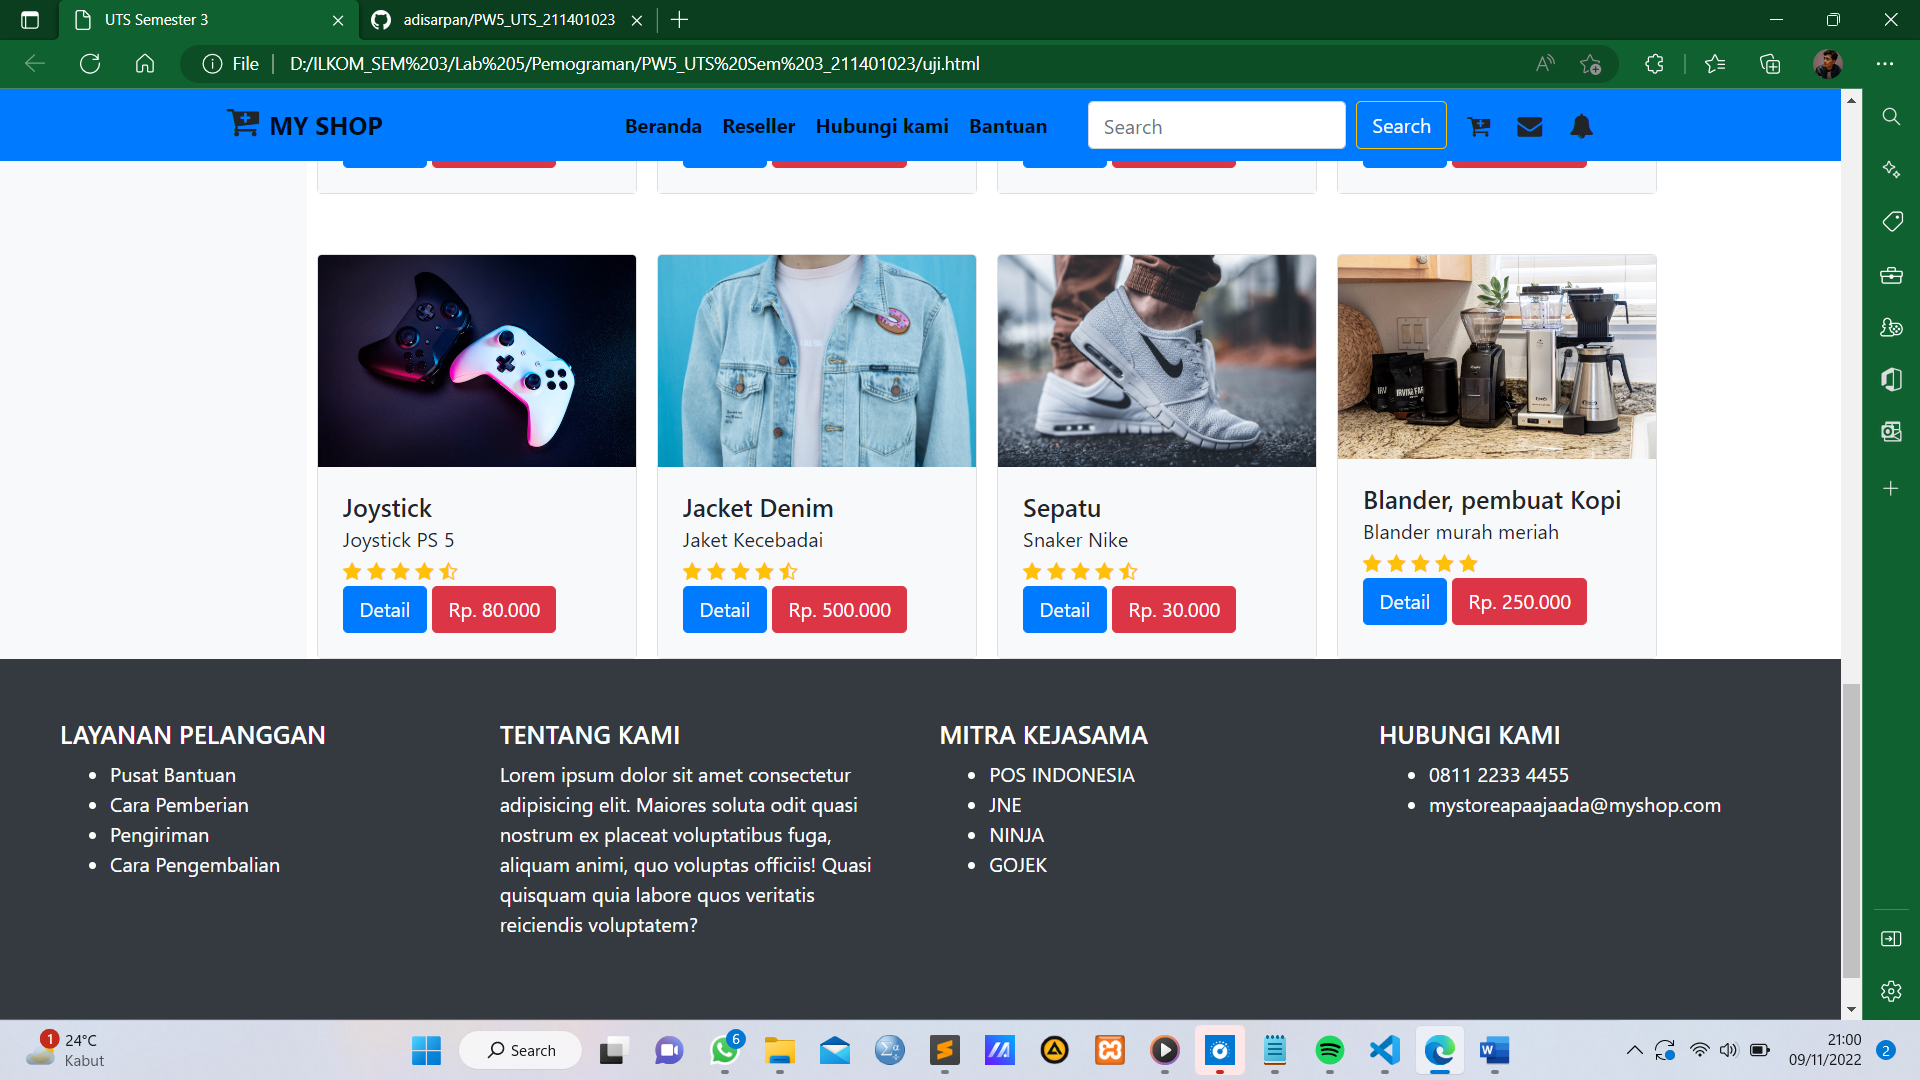 UTS Semester 3
adisarpan/PW5_UTS_211401023
File
D:/ILKOM_SEM%203/Lab%205/Pemograman/PW5_UTS%20Sem%203_211401023/uji.html
MY SHOP
Beranda
Reseller
Hubungi kami
Bantuan
Search
Search
Joystick
Joystick PS 5
Detail
Rp. 80.000
Jacket Denim
Jaket Kecebadai
Detail
Rp. 500.000
Sepatu
Snaker Nike
Detail
Rp. 30.000
Blander, pembuat Kopi
Blander murah meriah
Detail
Rp. 250.000
LAYANAN PELANGGAN
Pusat Bantuan
Cara Pemberian
Pengiriman
Cara Pengembalian
TENTANG KAMI
Lorem ipsum dolor sit amet consectetur
adipisicing elit. Maiores soluta odit quasi
nostrum ex placeat voluptatibus fuga,
aliquam animi, quo voluptas officiis! Quasi
quisquam quia labore quos veritatis
reiciendis voluptatem?
MITRA KEJASAMA
POS INDONESIA
JNE
NINJA
GOJEK
HUBUNGI KAMI
0811 2233 4455
mystoreapaajaada@myshop.com
1
24°C
Kabut
Search
6
21:00
09/11/2022
2